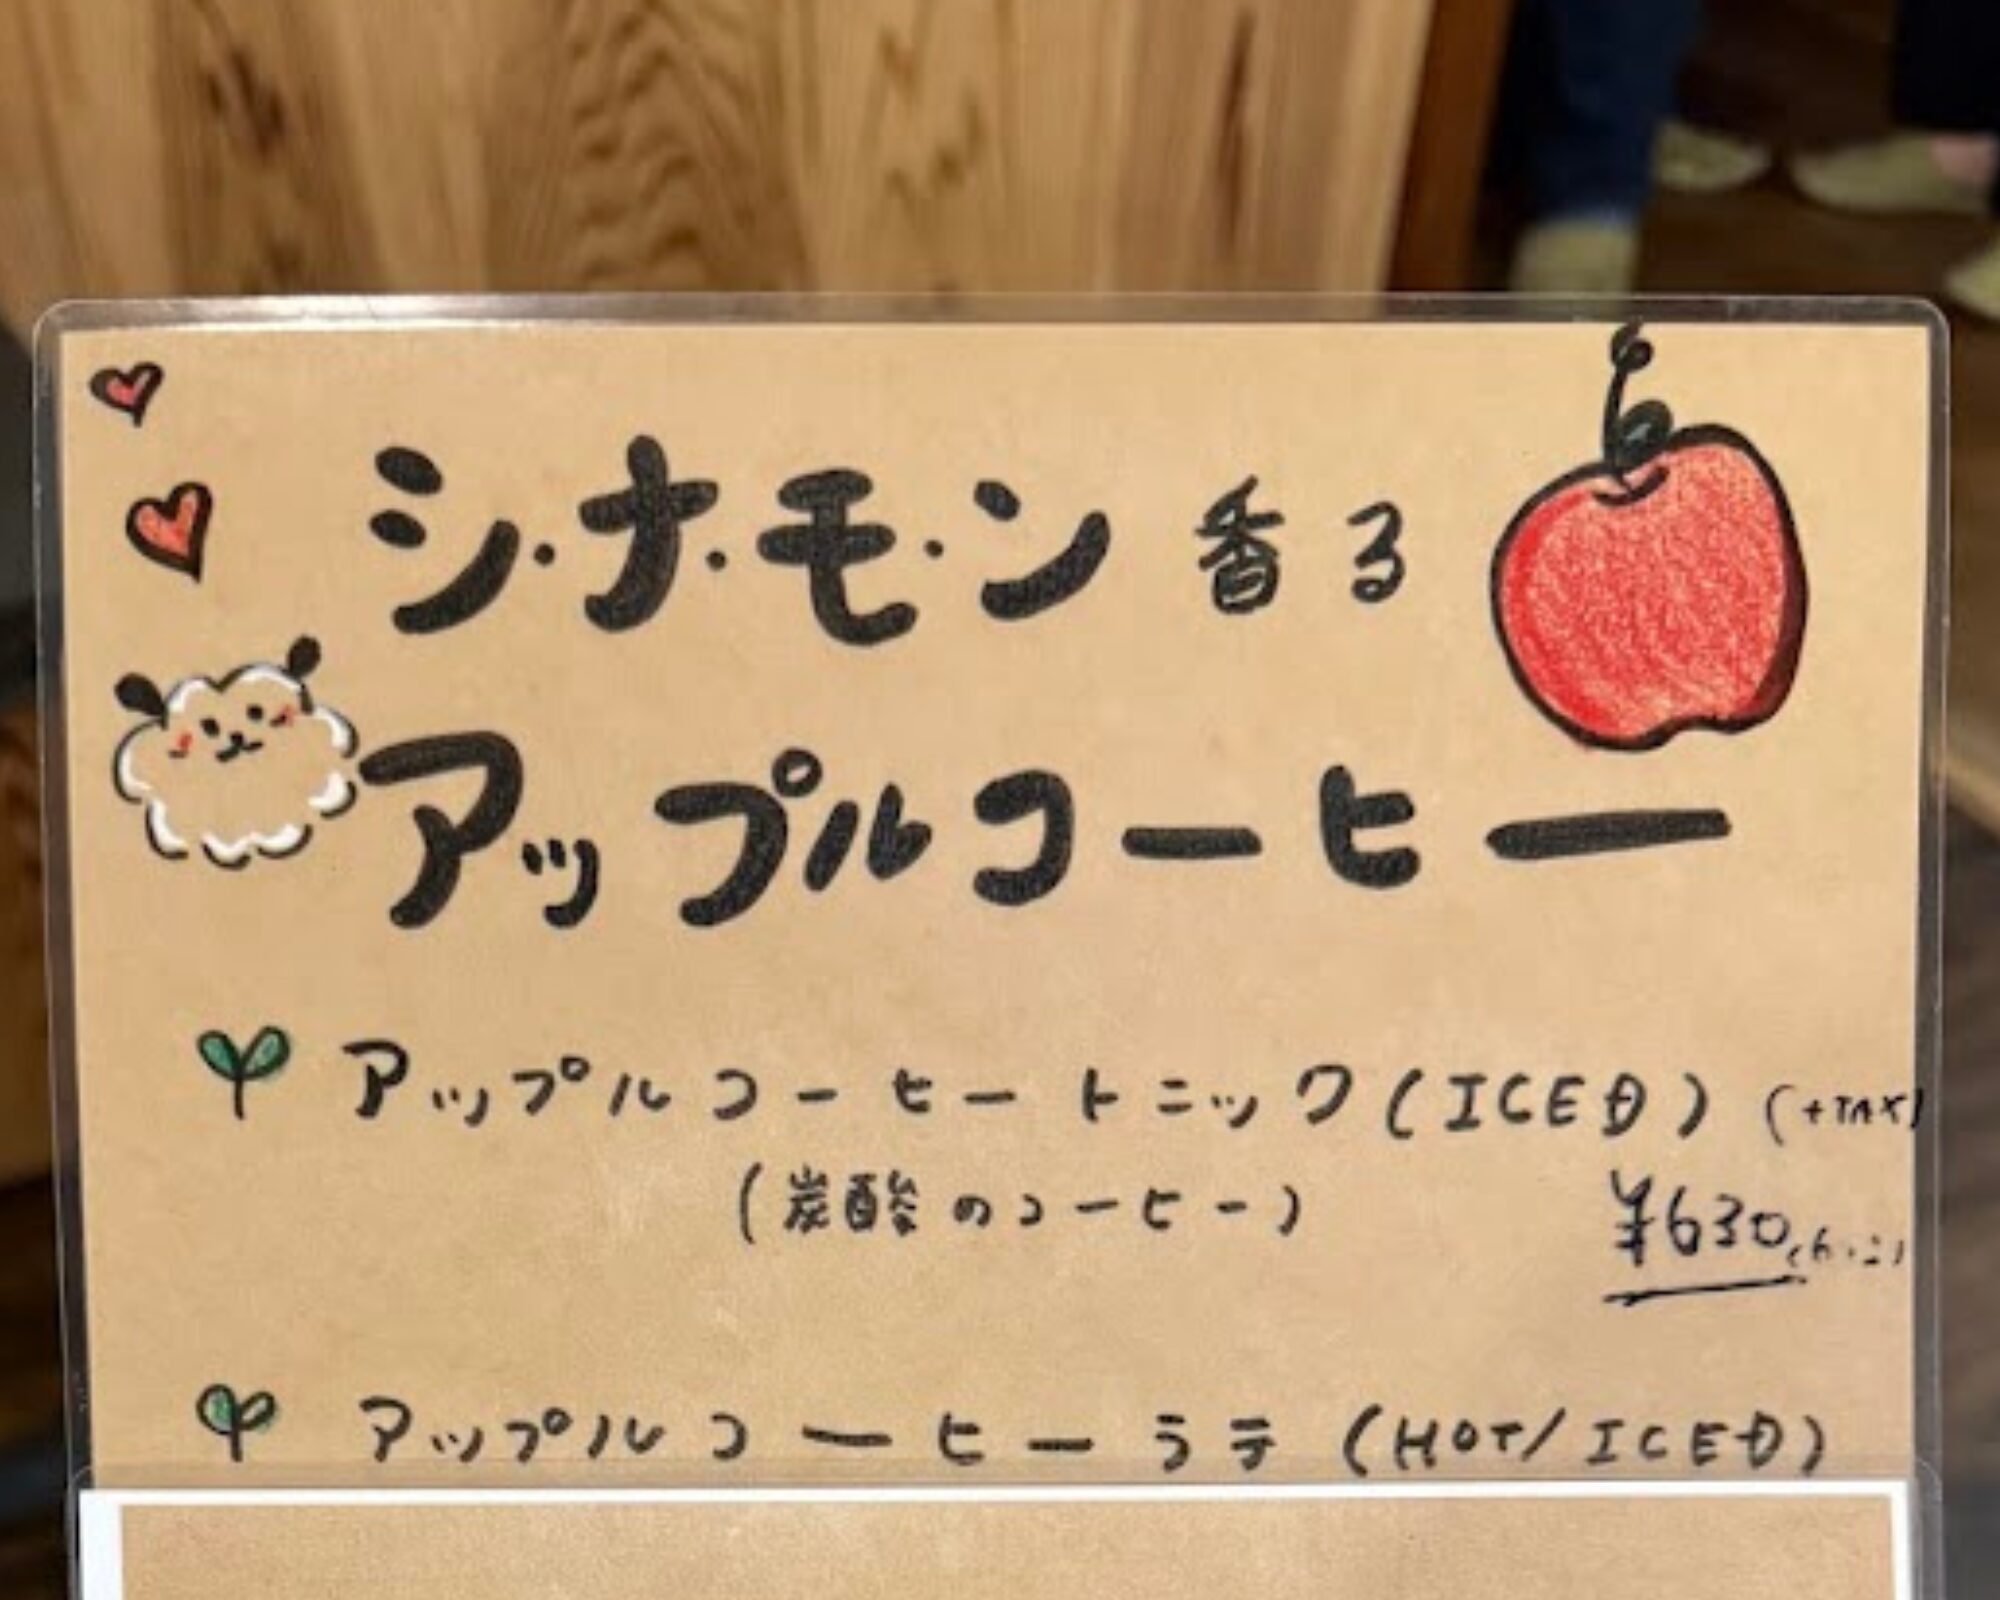 シ・ナ・モ・ン 香る
アップルコーヒー
アップルコーヒートニック(ICED) (+TAX)
(炭酸のコーヒー)
¥630
アップルコーヒーラテ (HOT/ICED)